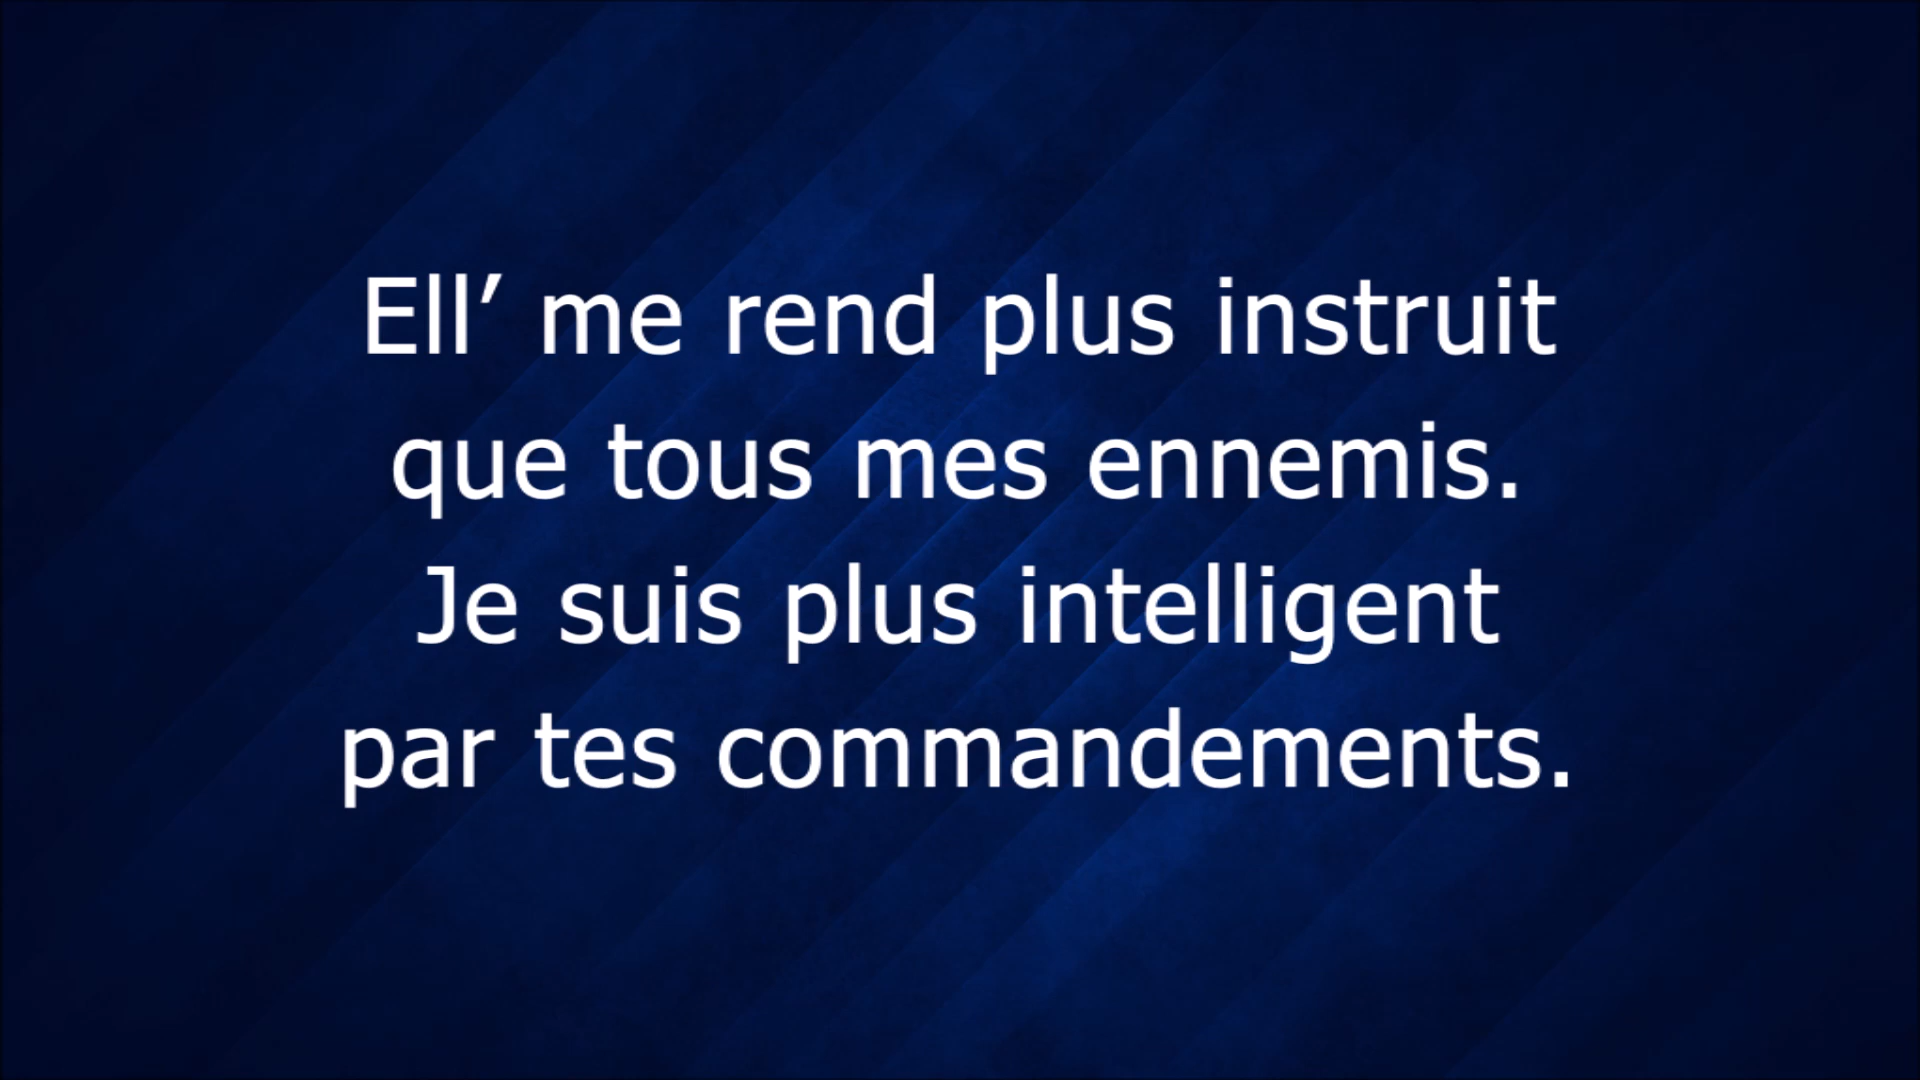 Ell’ me rend plus instruit
que tous mes ennemis.
Je suis plus intelligent
par tes commandements.